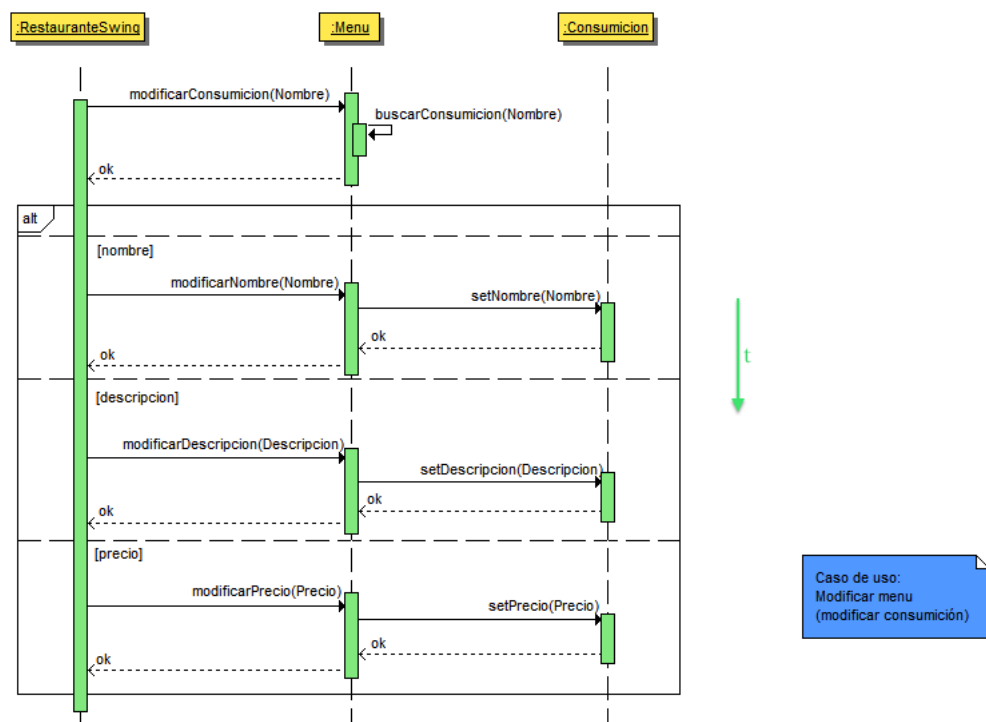 :RestauranteSwing
:Menu
:Consumicion
modificarConsumicion(Nombre)
buscarConsumicion(Nombre)
ok
alt
[nombre]
modificarNombre(Nombre)
setNombre(Nombre)
ok
ok
t
[descripcion]
modificarDescripcion(Descripcion)
setDescripcion(Descripcion)
ok
ok
[precio]
modificarPrecio(Precio)
setPrecio(Precio)
ok
ok
Caso de uso:
Modificar menu
(modificar consumición)